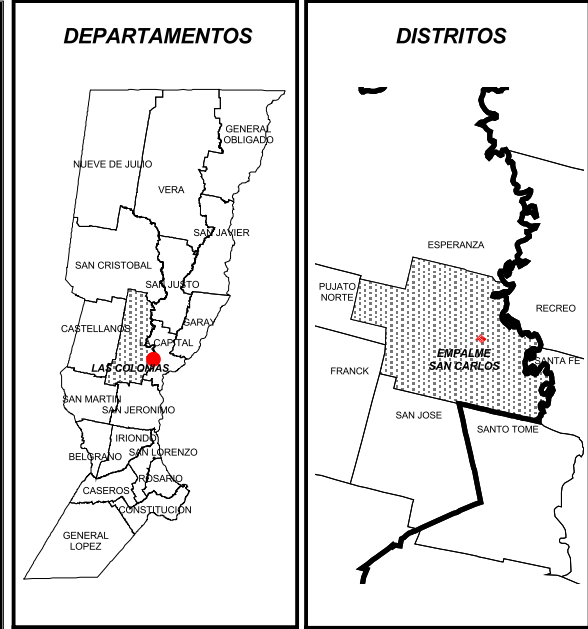 DEPARTAMENTOS
GENERAL
OBLIGADO
NUEVE DE JULIO
VERA
SAN JAVIER
SAN CRISTOBAL
SAN JUSTO
GARAY
CASTELLANOS
LA CAPITAL
LAS COLONIAS
SAN MARTIN
SAN JERONIMO
IRIONDO
SAN LORENZO
BELGRANO
ROSARIO
CASEROS
CONSTITUCION
GENERAL
LOPEZ
DISTRITOS
ESPERANZA
PUJATO
NORTE
RECREO
EMPALME
SAN CARLOS
SANTA FE
FRANCK
SAN JOSE
SANTO TOME